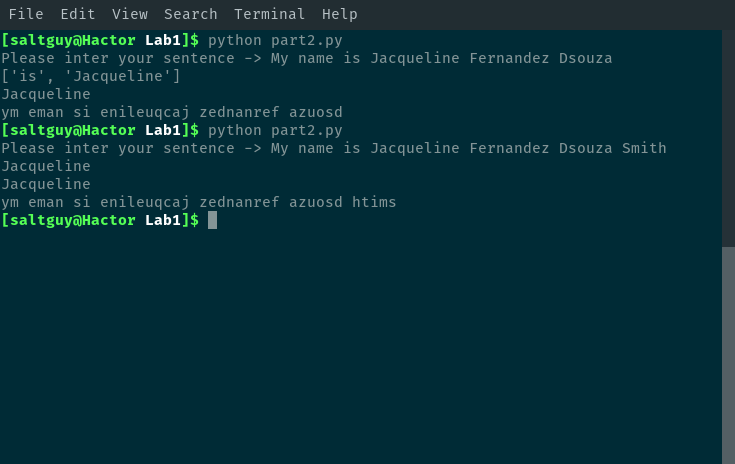 File Edit View Search Terminal Help
[saltguy@Hactor Lab1]$ python part2.py
Please inter your sentence -> My name is Jacqueline Fernandez Dsouza
['is', 'Jacqueline']
Jacqueline
ym eman si enileuqcaj zednanref azuosd
[saltguy@Hactor Lab1]$ python part2.py
Please inter your sentence -> My name is Jacqueline Fernandez Dsouza Smith
Jacqueline
Jacqueline
ym eman si enileuqcaj zednanref azuosd htims
[saltguy@Hactor Lab1]$